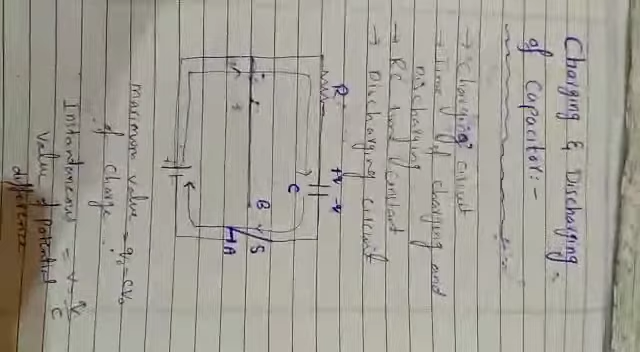 Charging & Discharging
of Capacitor:-
→ Charging circuit
→ Time of charging and
Discharging
→ RC time constant
→ Discharging circuit
R
+v -v
C
B
S
A
Maximum value = q₀ = CV₀
of Charge
Instantaneous = v = q/C
value of Potential
difference